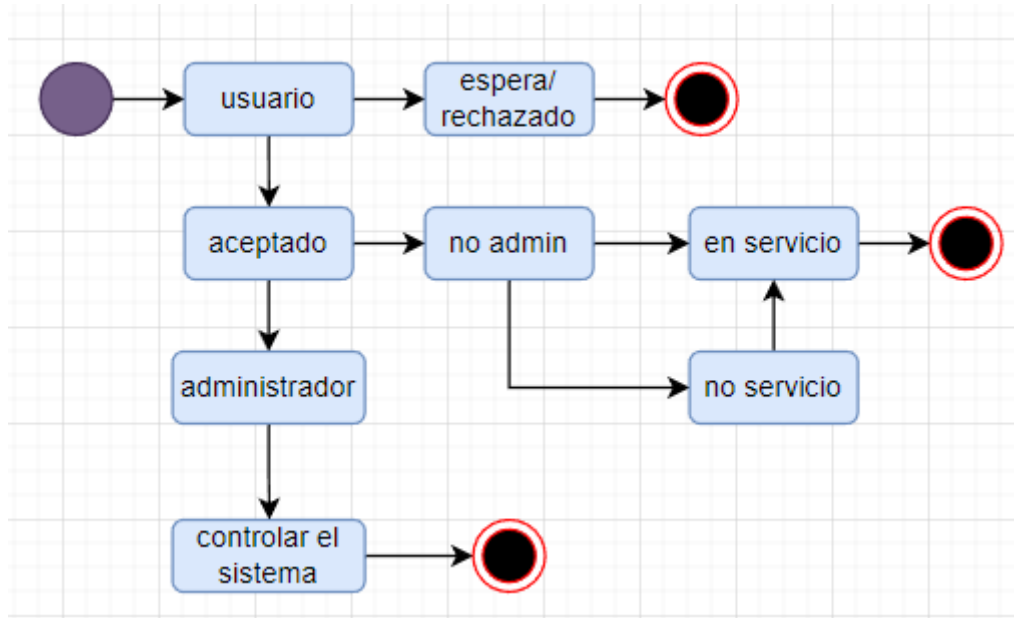 usuario
espera/
rechazado
aceptado
no admin
en servicio
administrador
no servicio
controlar el
sistema